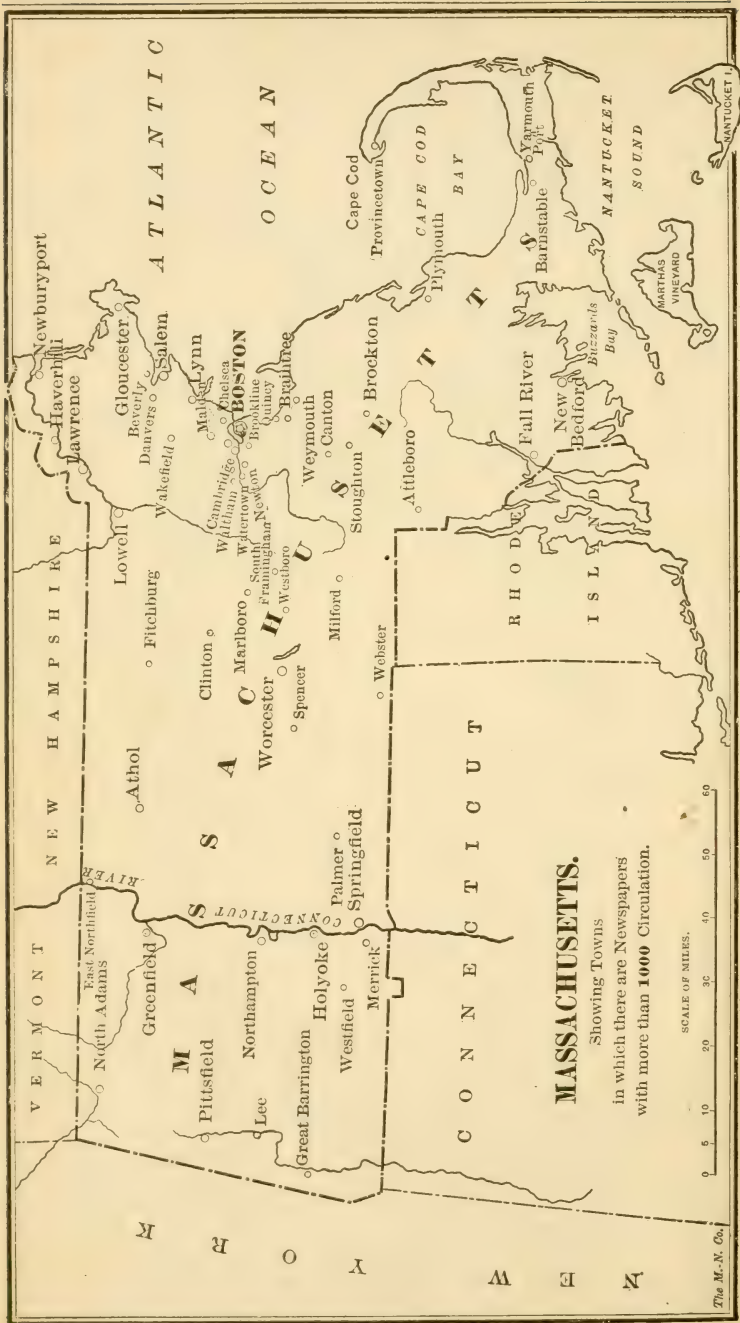 NEW YORK
VERMONT
NEW HAMPSHIRE
ATLANTIC
OCEAN
MASSACHUSETTS
CONNECTICUT
RHODE
ISLAND
CONNECTICUT
RIVER
North Adams
East Northfield
Greenfield
Pittsfield
Northampton
Lee
Holyoke
Great Barrington
Westfield
Merrick
Palmer
Springfield
Athol
Fitchburg
Clinton
Marlboro
Worcester
Spencer
Webster
Milford
South
Framingham
Westboro
Lowell
Lawrence
Haverhill
Newburyport
Gloucester
Beverly
Danvers
Salem
Wakefield
Lynn
Malden
Chelsea
BOSTON
Cambridge
Waltham
Watertown
Newton
Brookline
Quincy
Braintree
Weymouth
Canton
Stoughton
Brockton
Attleboro
Plymouth
Cape Cod
Provincetown
CAPE COD
BAY
Yarmouth
Port
Barnstable
NANTUCKET
SOUND
NANTUCKET I.
MARTHAS
VINEYARD
Buzzards
Bay
Fall River
New
Bedford
MASSACHUSETTS.
Showing Towns
in which there are Newspapers
with more than 1000 Circulation.
SCALE OF MILES.
0 5 10 20 30 40 50 60
The M.-N. Co.